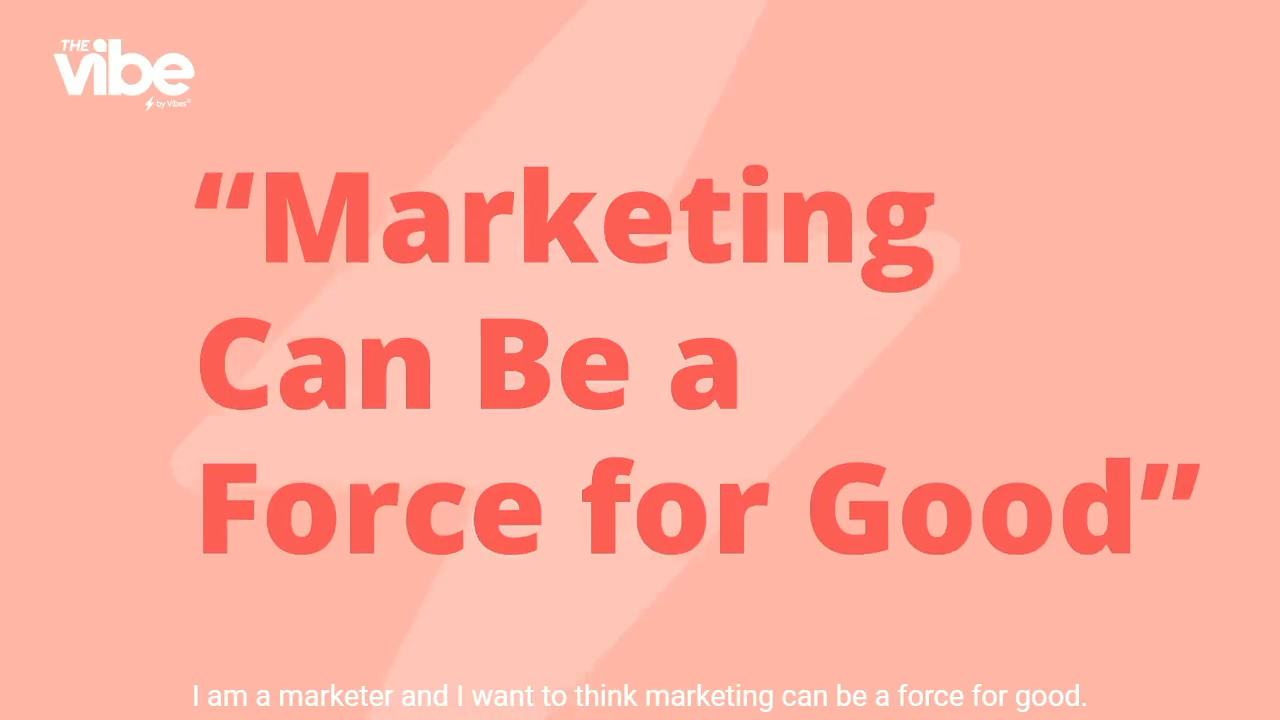 THE
vibe
by Vibes®
“Marketing
Can Be a
Force for Good”
I am a marketer and I want to think marketing can be a force for good.